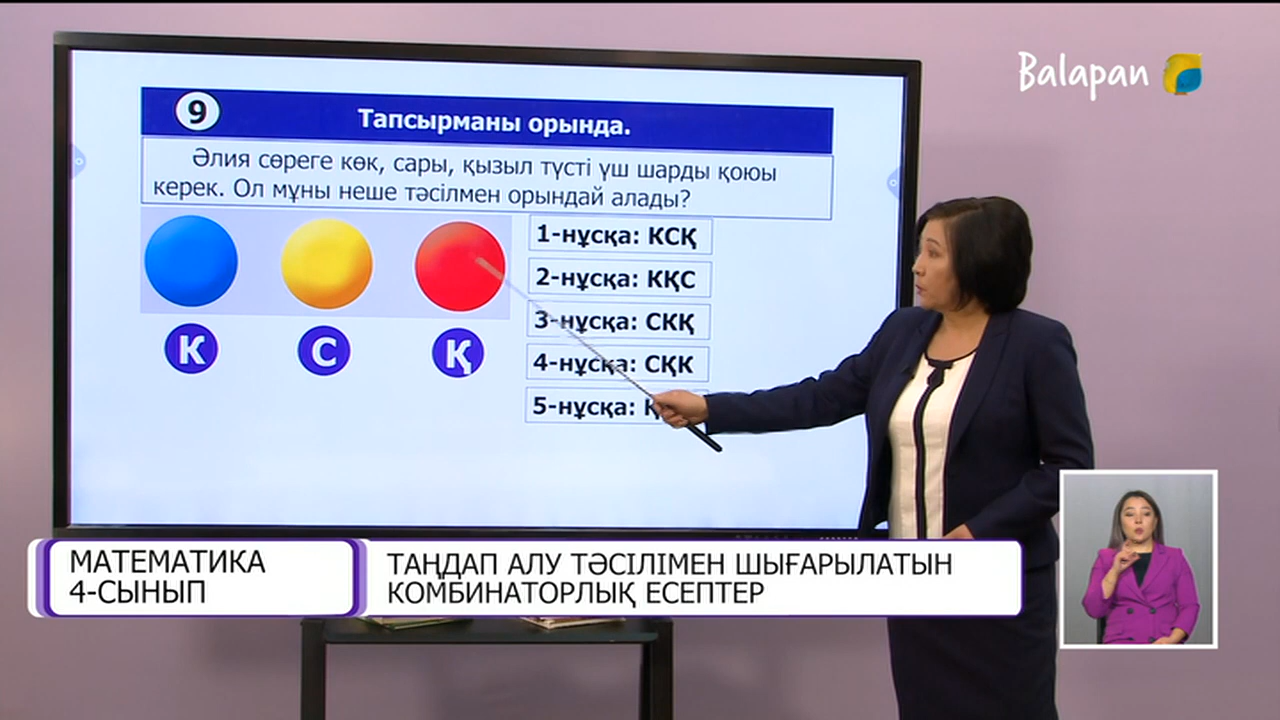 Balapan
9
Тапсырманы орында.
Әлия сөреге көк, сары, қызыл түсті үш шарды қоюы
керек. Ол мұны неше тәсілмен орындай алады?
1-нұсқа: КСҚ
2-нұсқа: КҚС
3-нұсқа: СКҚ
4-нұсқа: СҚК
5-нұсқа:
К С Қ
МАТЕМАТИКА
4-СЫНЫП
ТАҢДАП АЛУ ТӘСІЛІМЕН ШЫҒАРЫЛАТЫН
КОМБИНАТОРЛЫҚ ЕСЕПТЕР